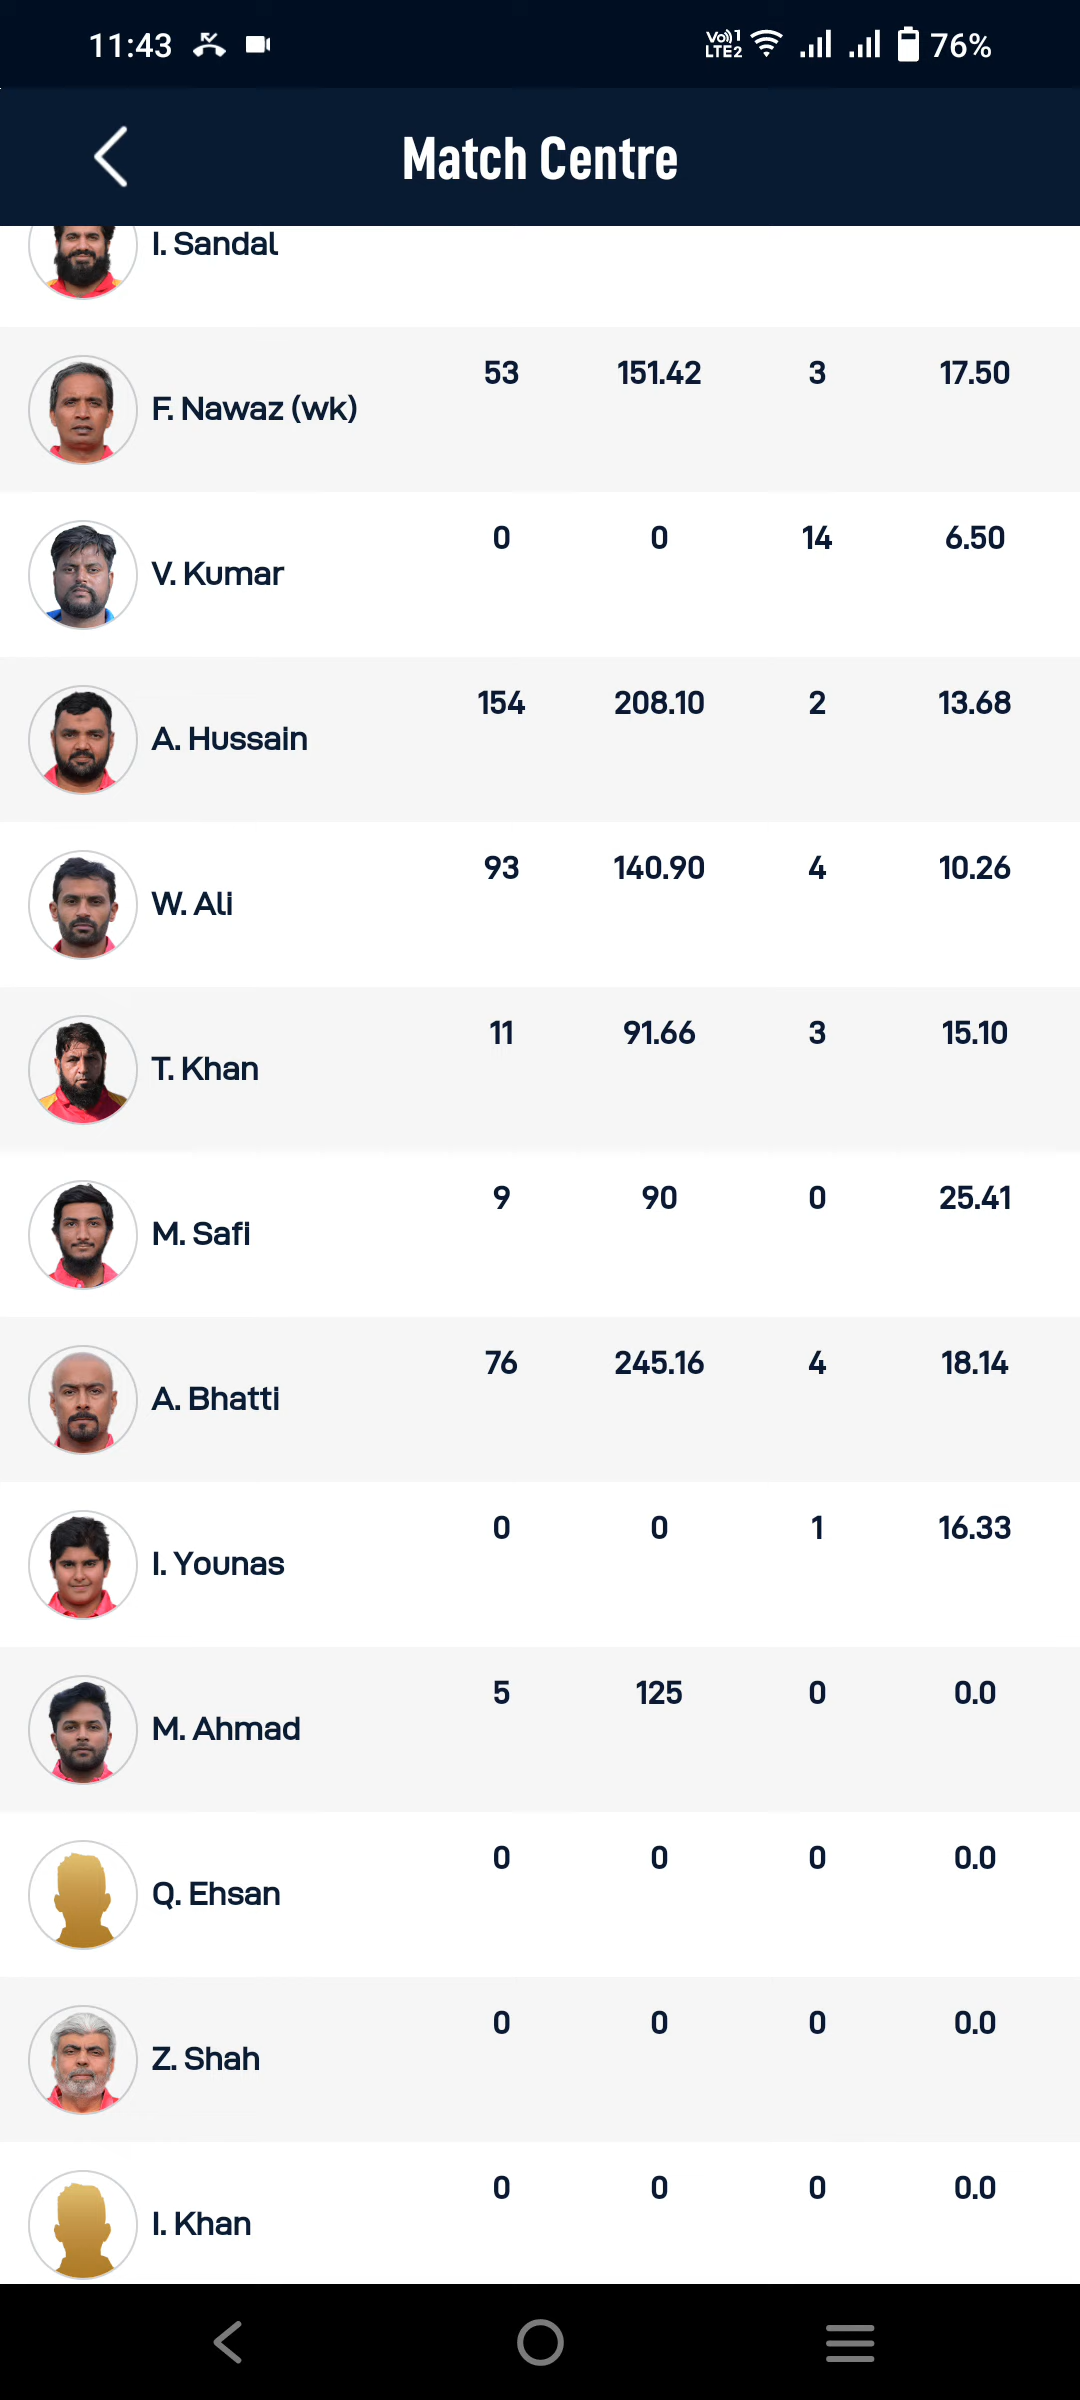 11:43 Vo))1 LTE2 76%
Match Centre
I. Sandal
F. Nawaz (wk) 53 151.42 3 17.50
V. Kumar 0 0 14 6.50
A. Hussain 154 208.10 2 13.68
W. Ali 93 140.90 4 10.26
T. Khan 11 91.66 3 15.10
M. Safi 9 90 0 25.41
A. Bhatti 76 245.16 4 18.14
I. Younas 0 0 1 16.33
M. Ahmad 5 125 0 0.0
Q. Ehsan 0 0 0 0.0
Z. Shah 0 0 0 0.0
I. Khan 0 0 0 0.0